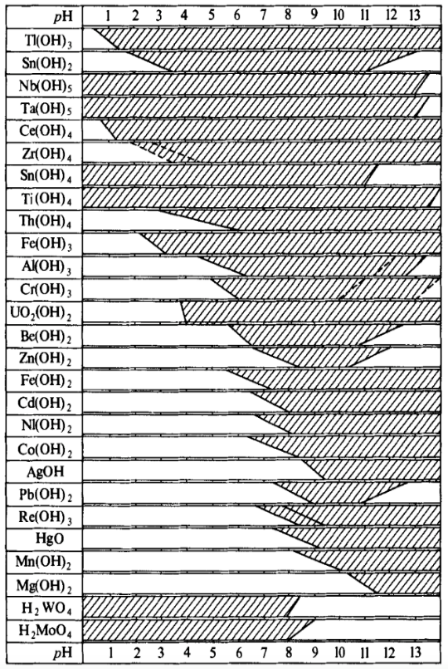 pH 1 2 3 4 5 6 7 8 9 10 11 12 13
Tl(OH)3
Sn(OH)2
Nb(OH)5
Ta(OH)5
Ce(OH)4
Zr(OH)4
Sn(OH)4
Ti(OH)4
Th(OH)4
Fe(OH)3
Al(OH)3
Cr(OH)3
UO2(OH)2
Be(OH)2
Zn(OH)2
Fe(OH)2
Cd(OH)2
Ni(OH)2
Co(OH)2
AgOH
Pb(OH)2
Re(OH)3
HgO
Mn(OH)2
Mg(OH)2
H2WO4
H2MoO4
pH 1 2 3 4 5 6 7 8 9 10 11 12 13